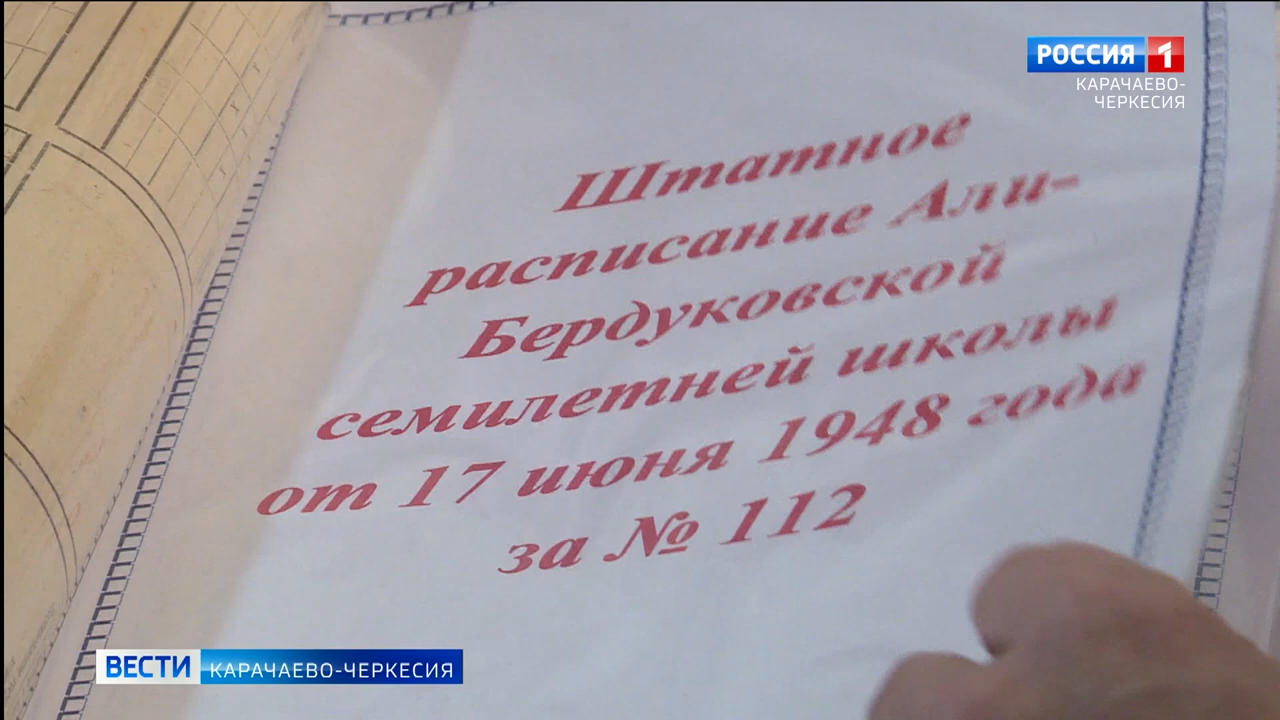 РОССИЯ 1
КАРАЧАЕВО-
ЧЕРКЕСИЯ
Штатное
расписание Али-
Бердуковской
семилетней школы
от 17 июня 1948 года
за № 112
ВЕСТИ КАРАЧАЕВО-ЧЕРКЕСИЯ